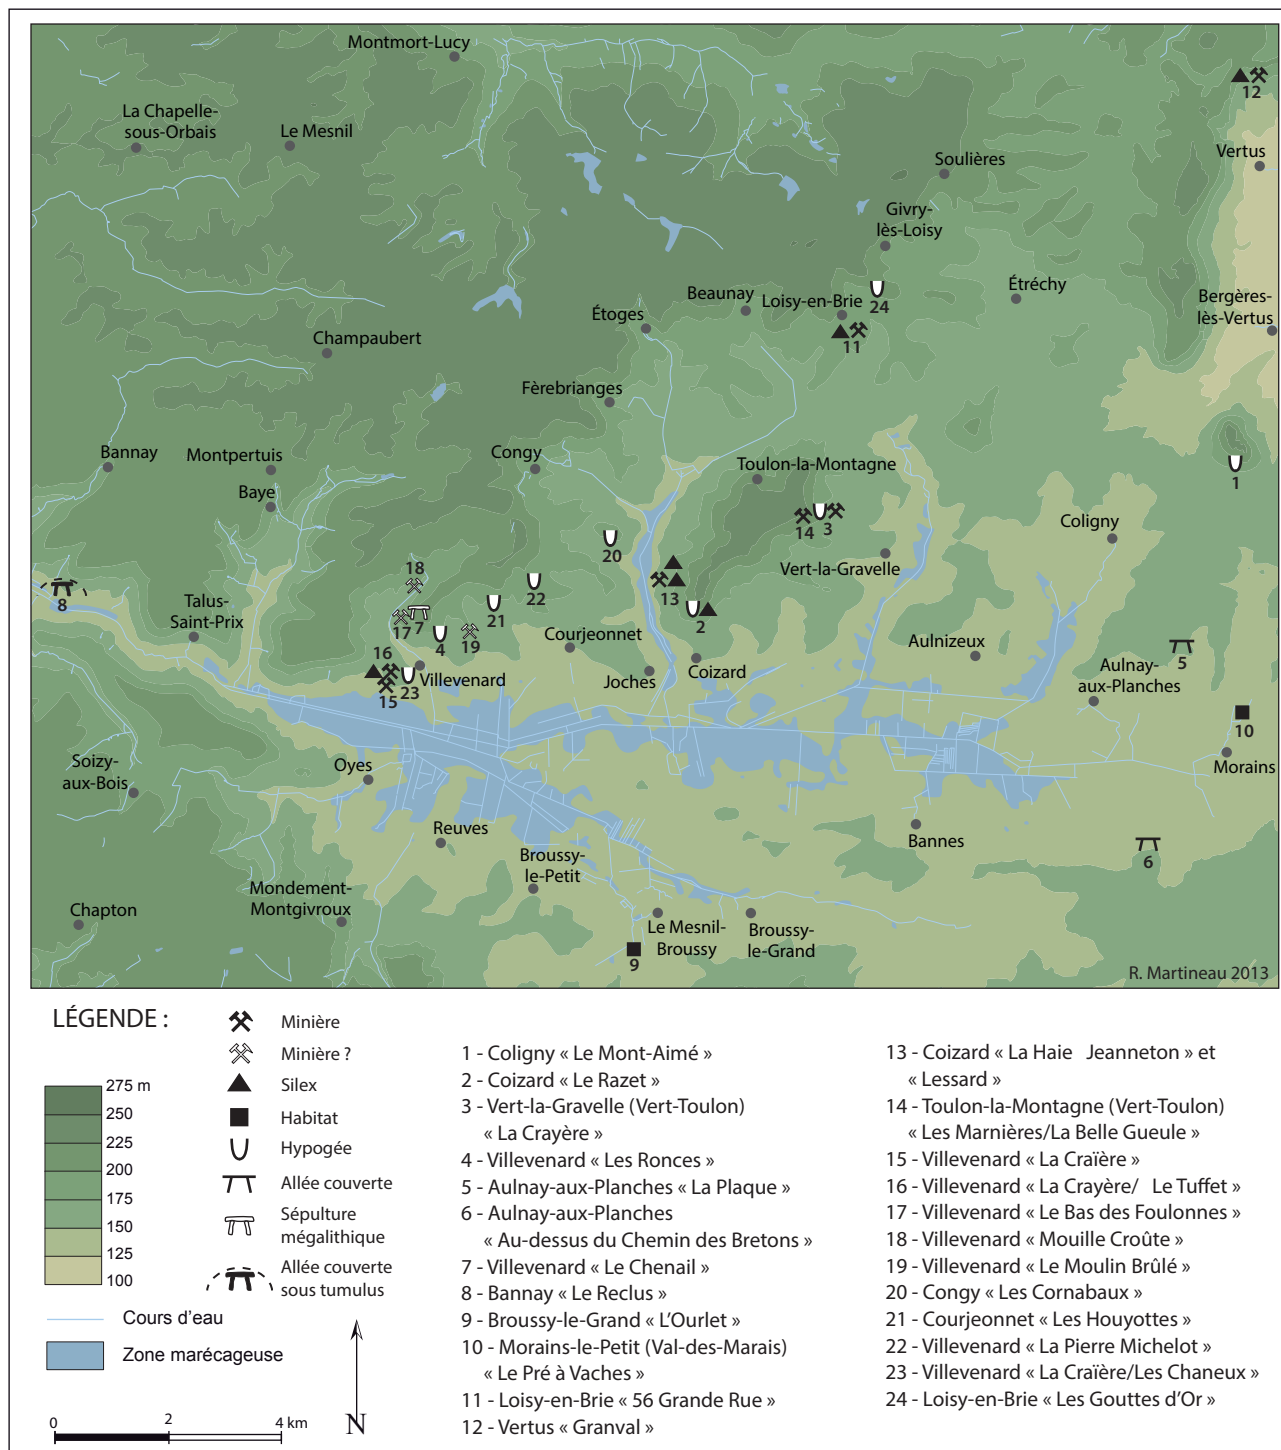 Montmort-Lucy
La Chapelle-
sous-Orbais
Le Mesnil
12
Vertus
Soulières
Givry-
lès-Loisy
24
Étréchy
Bergères-
lès-Vertus
Beaunay
Loisy-en-Brie
11
Étoges
Champaubert
Fèrebrianges
Bannay
Montpertuis
Baye
Congy
Toulon-la-Montagne
1
14
3
Coligny
20
Vert-la-Gravelle
18
13
22
8
Talus-
Saint-Prix
17
7
21
4
19
2
Courjeonnet
Aulnizeux
5
16
Villevenard
15
23
Joches
Coizard
Aulnay-
aux-Planches
10
Morains
Soizy-
aux-Bois
Oyes
Reuves
Bannes
6
Broussy-
le-Petit
Mondement-
Montgivroux
Chapton
Le Mesnil-
Broussy
Broussy-
le-Grand
9
R. Martineau 2013
LÉGENDE :
275 m
250
225
200
175
150
125
100
Cours d'eau
Zone marécageuse
0
2
4 km
N
Minière
Minière ?
Silex
Habitat
Hypogée
Allée couverte
Sépulture
mégalithique
Allée couverte
sous tumulus
1 - Coligny « Le Mont-Aimé »
2 - Coizard « Le Razet »
3 - Vert-la-Gravelle (Vert-Toulon)
« La Crayère »
4 - Villevenard « Les Ronces »
5 - Aulnay-aux-Planches « La Plaque »
6 - Aulnay-aux-Planches
« Au-dessus du Chemin des Bretons »
7 - Villevenard « Le Chenail »
8 - Bannay « Le Reclus »
9 - Broussy-le-Grand « L'Ourlet »
10 - Morains-le-Petit (Val-des-Marais)
« Le Pré à Vaches »
11 - Loisy-en-Brie « 56 Grande Rue »
12 - Vertus « Granval »
13 - Coizard « La Haie Jeanneton » et
« Lessard »
14 - Toulon-la-Montagne (Vert-Toulon)
« Les Marnières/La Belle Gueule »
15 - Villevenard « La Craïère »
16 - Villevenard « La Crayère/ Le Tuffet »
17 - Villevenard « Le Bas des Foulonnes »
18 - Villevenard « Mouille Croûte »
19 - Villevenard « Le Moulin Brûlé »
20 - Congy « Les Cornabaux »
21 - Courjeonnet « Les Houyottes »
22 - Villevenard « La Pierre Michelot »
23 - Villevenard « La Craïère/Les Chaneux »
24 - Loisy-en-Brie « Les Gouttes d'Or »